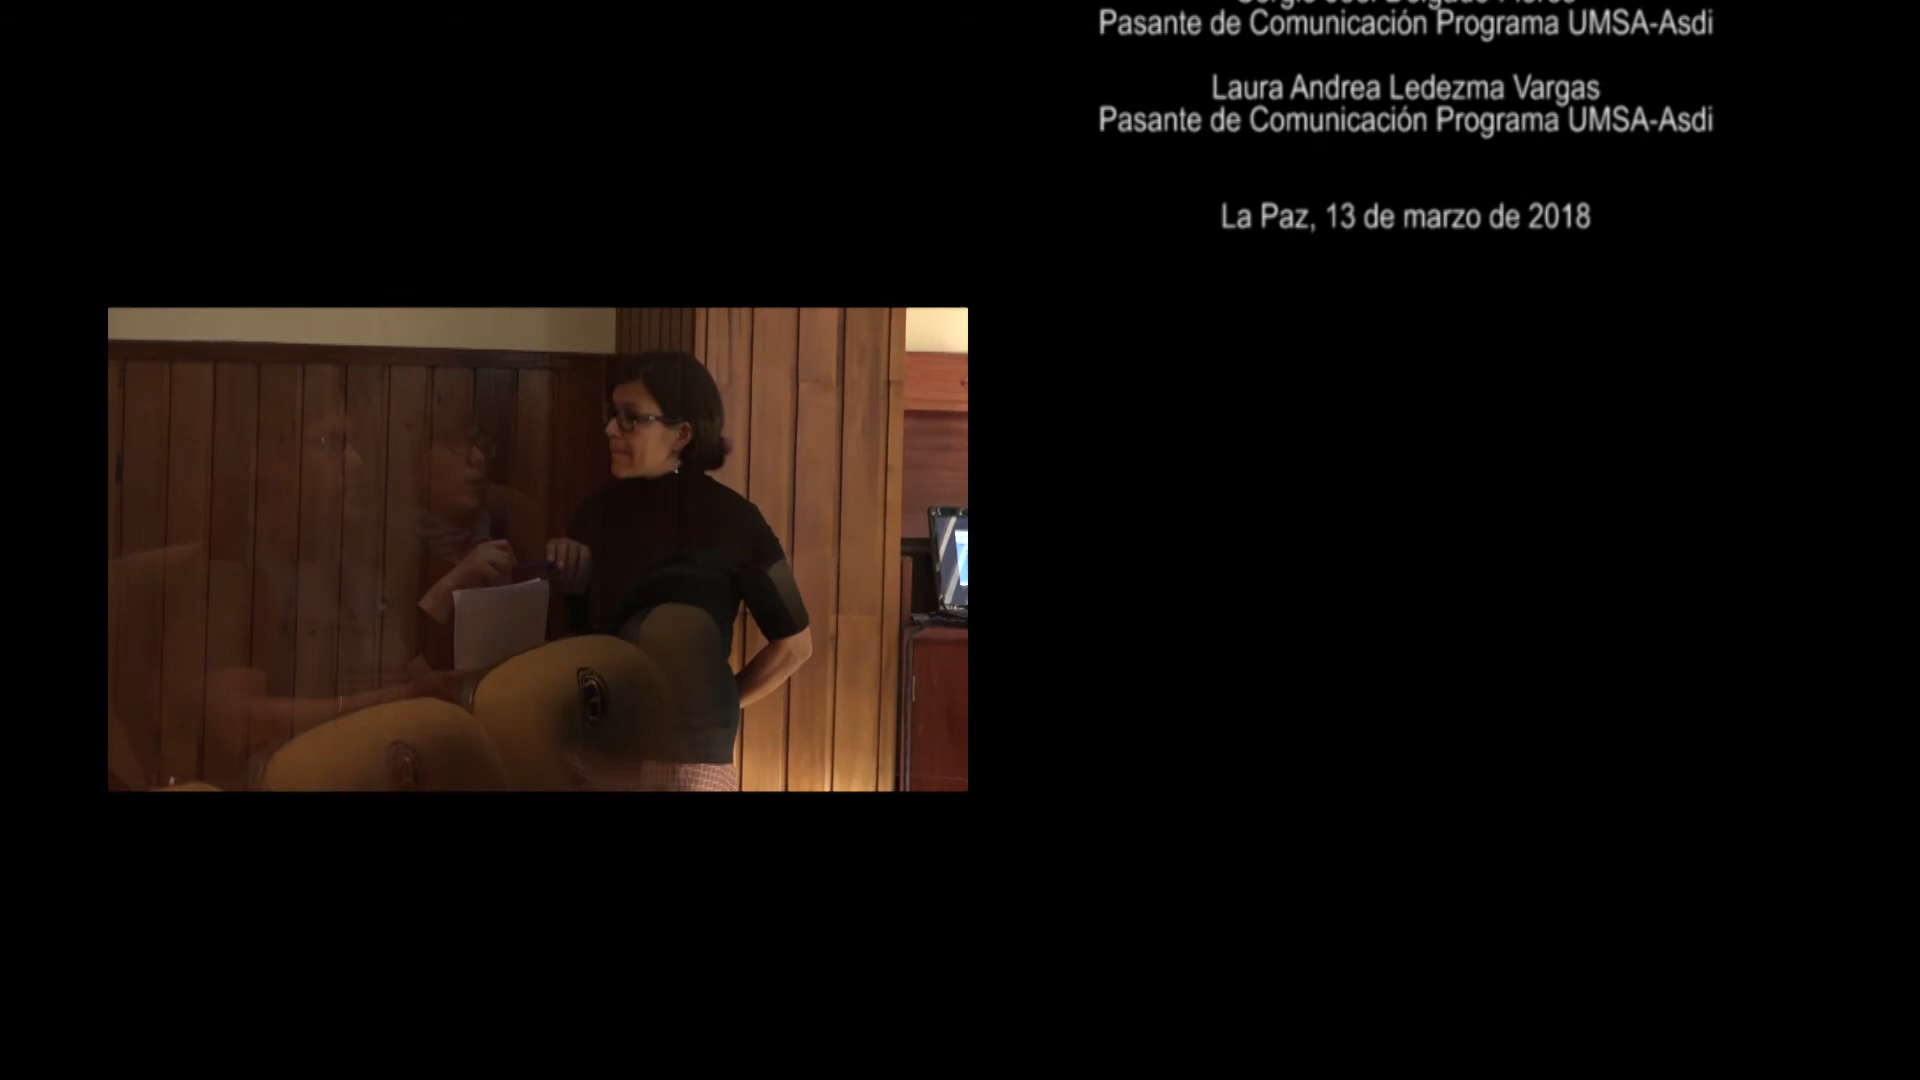 Pasante de Comunicación Programa UMSA-Asdi
Laura Andrea Ledezma Vargas
Pasante de Comunicación Programa UMSA-Asdi
La Paz, 13 de marzo de 2018